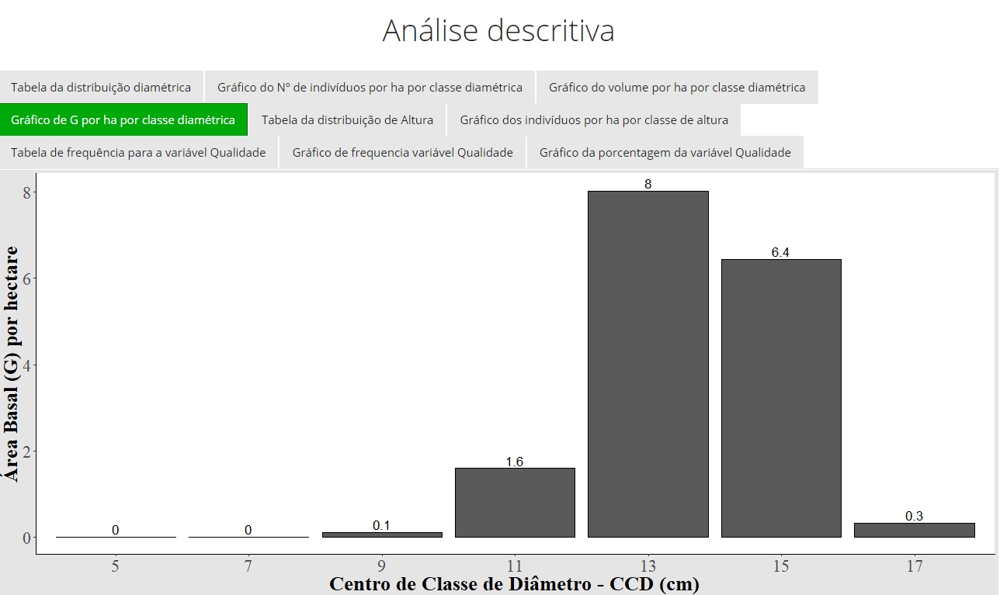 Análise descritiva
Tabela da distribuição diamétrica
Gráfico do Nº de indivíduos por ha por classe diamétrica
Gráfico do volume por ha por classe diamétrica
Gráfico de G por ha por classe diamétrica
Tabela da distribuição de Altura
Gráfico dos indivíduos por ha por classe de altura
Tabela de frequência para a variável Qualidade
Gráfico de frequencia variável Qualidade
Gráfico da porcentagem da variável Qualidade
Área Basal (G) por hectare
8
6
4
2
0
0
0
0.1
1.6
8
6.4
0.3
5
7
9
11
13
15
17
Centro de Classe de Diâmetro - CCD (cm)